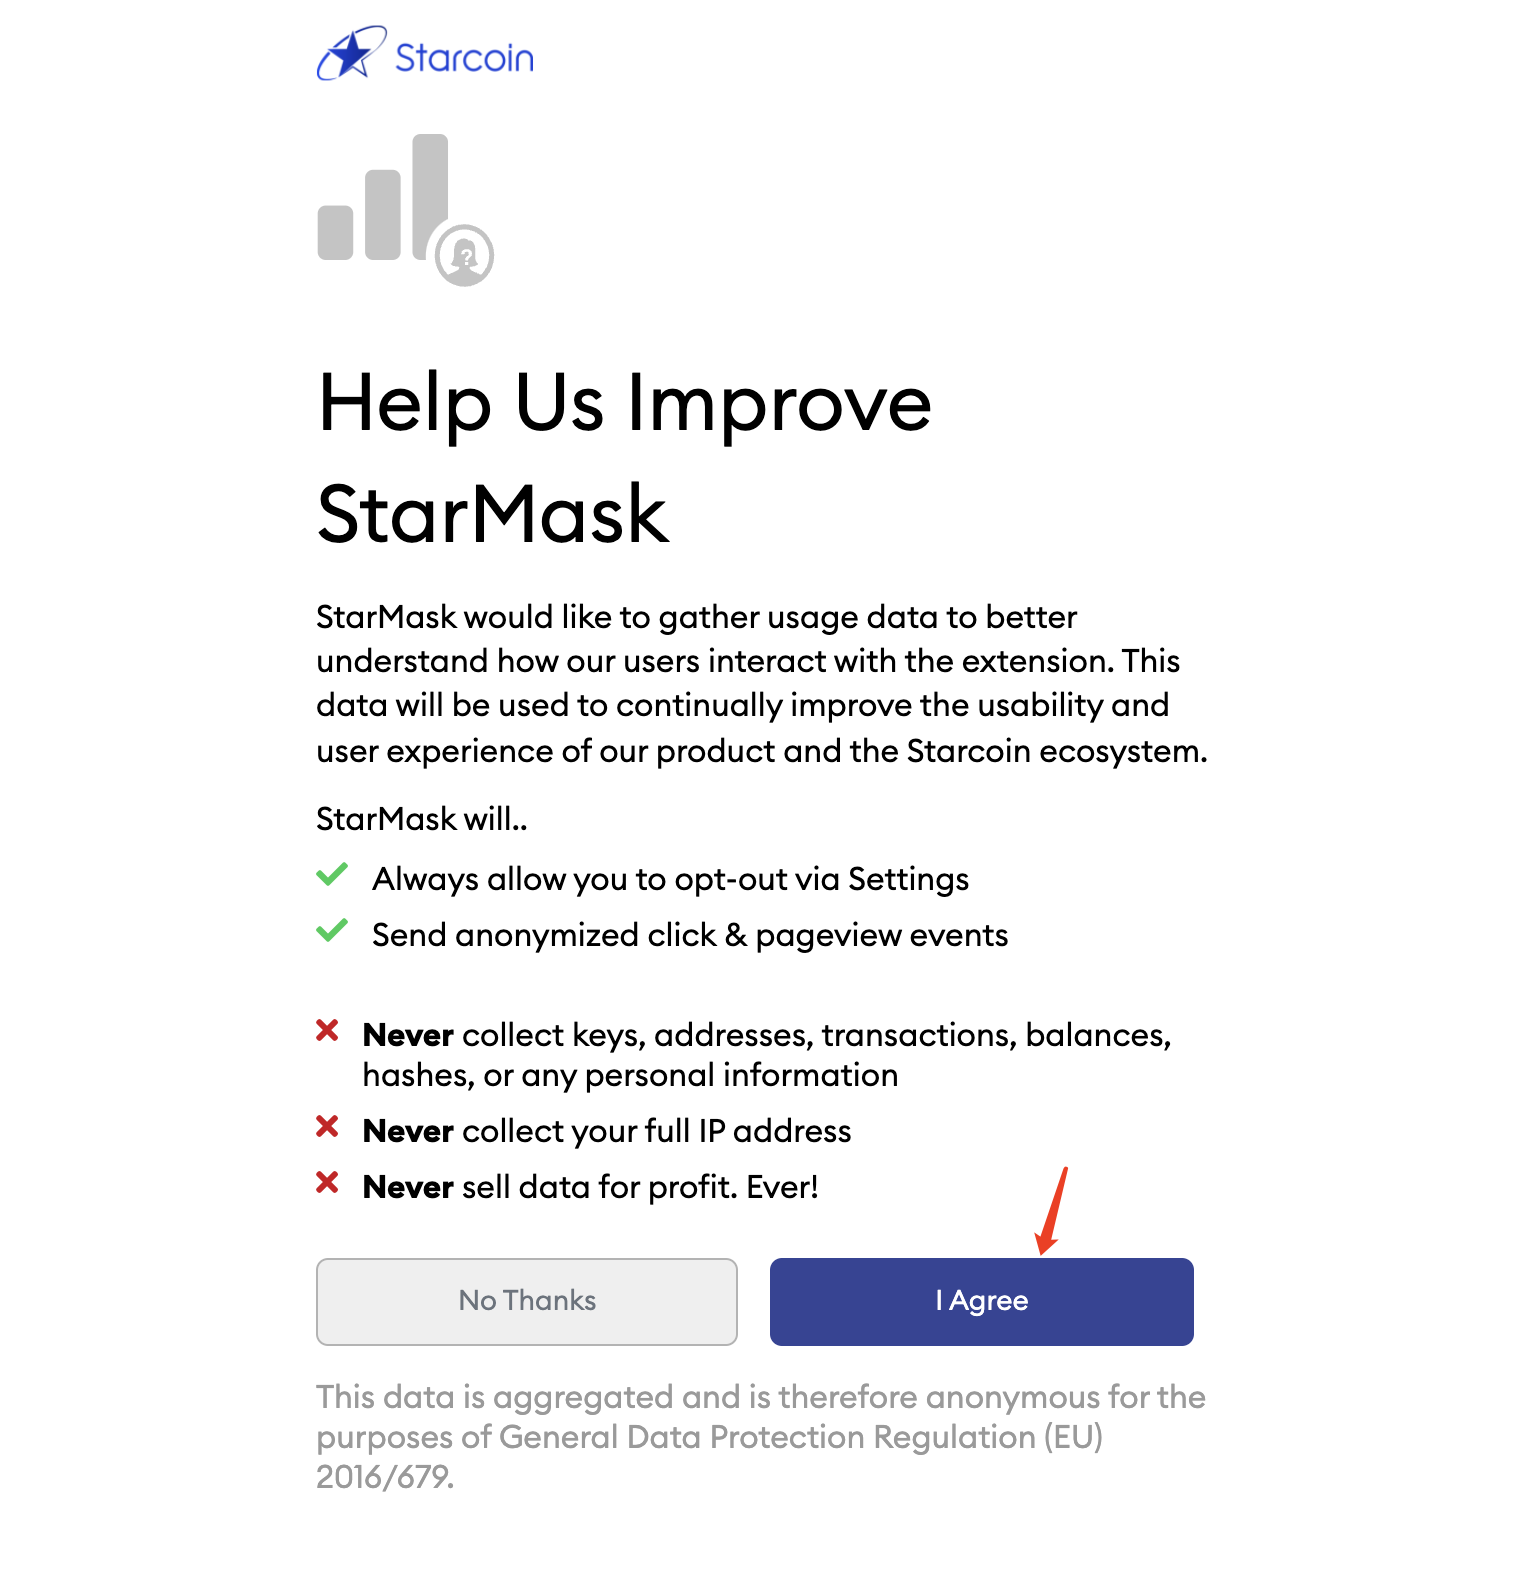 Starcoin
?
Help Us Improve
StarMask
StarMask would like to gather usage data to better
understand how our users interact with the extension. This
data will be used to continually improve the usability and
user experience of our product and the Starcoin ecosystem.
StarMask will..
Always allow you to opt-out via Settings
Send anonymized click & pageview events
Never collect keys, addresses, transactions, balances,
hashes, or any personal information
Never collect your full IP address
Never sell data for profit. Ever!
No Thanks
I Agree
This data is aggregated and is therefore anonymous for the
purposes of General Data Protection Regulation (EU)
2016/679.